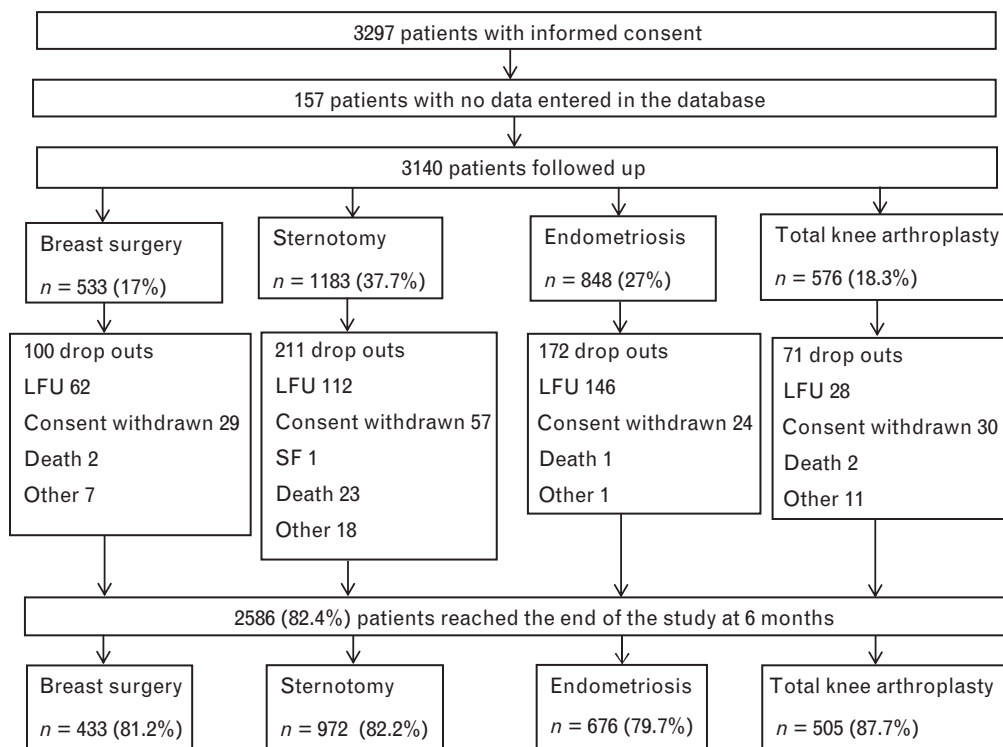 3297 patients with informed consent
157 patients with no data entered in the database
3140 patients followed up
Breast surgery
n = 533 (17%)
Sternotomy
n = 1183 (37.7%)
Endometriosis
n = 848 (27%)
Total knee arthroplasty
n = 576 (18.3%)
100 drop outs
LFU 62
Consent withdrawn 29
Death 2
Other 7
211 drop outs
LFU 112
Consent withdrawn 57
SF 1
Death 23
Other 18
172 drop outs
LFU 146
Consent withdrawn 24
Death 1
Other 1
71 drop outs
LFU 28
Consent withdrawn 30
Death 2
Other 11
2586 (82.4%) patients reached the end of the study at 6 months
Breast surgery
n = 433 (81.2%)
Sternotomy
n = 972 (82.2%)
Endometriosis
n = 676 (79.7%)
Total knee arthroplasty
n = 505 (87.7%)